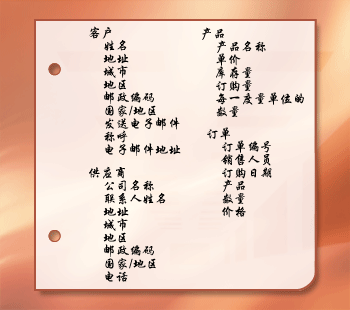 客户
姓名
地址
城市
地区
邮政编码
国家/地区
发送电子邮件
称呼
电子邮件地址
供应商
公司名称
联系人姓名
地址
城市
地区
邮政编码
国家/地区
电话
产品
产品名称
单价
库存量
订购量
每一度量单位的
数量
订单
订单编号
销售人员
订购日期
产品
数量
价格